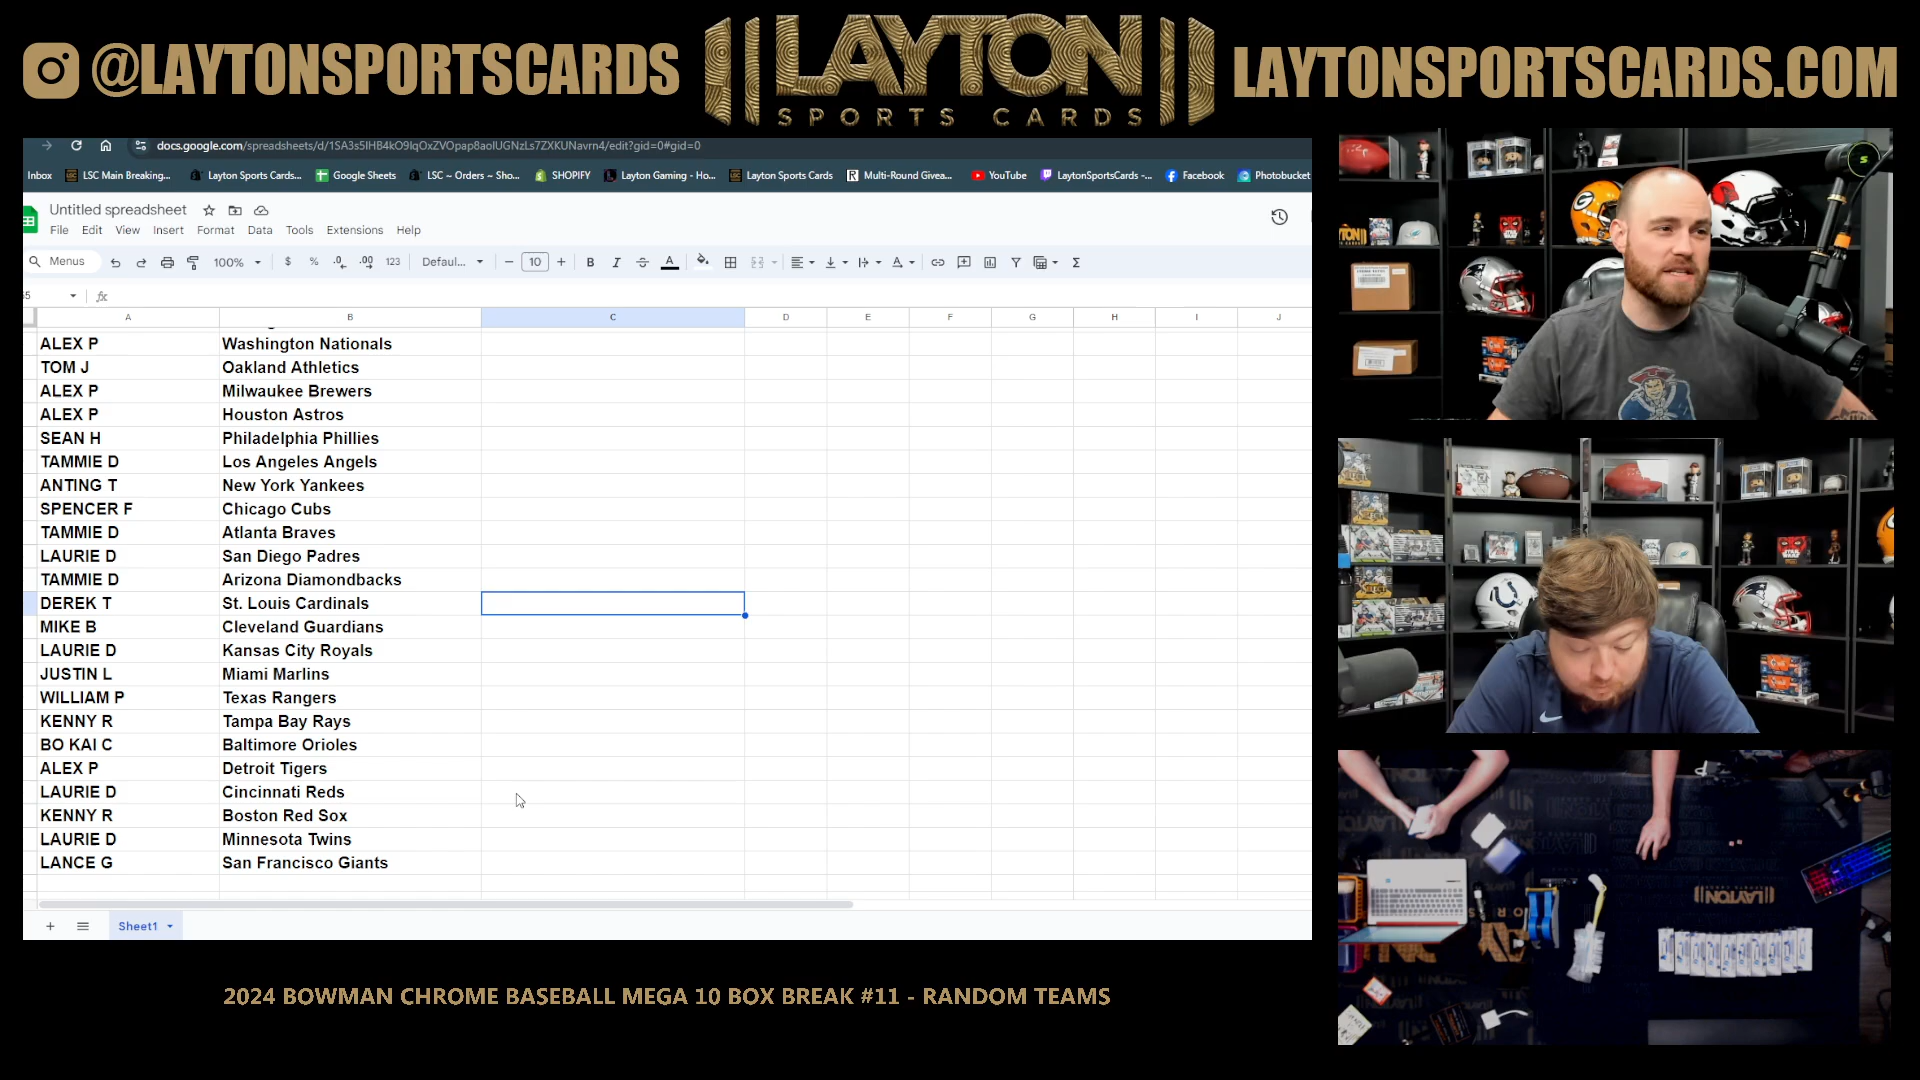 @LAYTONSPORTSCARDS
LAYTON
SPORTS CARDS
LAYTONSPORTSCARDS.COM
docs.google.com/spreadsheets/d/1SA3s5IHB4kO9lqOxZVOpap8aolUGNzLs7ZXKUNavrn4/edit?gid=0#gid=0
Inbox LSC Main Breaking... Layton Sports Cards... Google Sheets LSC ~ Orders ~ Sho... SHOPIFY Layton Gaming - Ho... Layton Sports Cards Multi-Round Givea... YouTube LaytonSportsCards -... Facebook Photobucket
Untitled spreadsheet
File Edit View Insert Format Data Tools Extensions Help
Menus 100% $ % .0 .00 123 Defaul... − 10 + B I A
A B C D E F G H I J
ALEX P Washington Nationals
TOM J Oakland Athletics
ALEX P Milwaukee Brewers
ALEX P Houston Astros
SEAN H Philadelphia Phillies
TAMMIE D Los Angeles Angels
ANTING T New York Yankees
SPENCER F Chicago Cubs
TAMMIE D Atlanta Braves
LAURIE D San Diego Padres
TAMMIE D Arizona Diamondbacks
DEREK T St. Louis Cardinals
MIKE B Cleveland Guardians
LAURIE D Kansas City Royals
JUSTIN L Miami Marlins
WILLIAM P Texas Rangers
KENNY R Tampa Bay Rays
BO KAI C Baltimore Orioles
ALEX P Detroit Tigers
LAURIE D Cincinnati Reds
KENNY R Boston Red Sox
LAURIE D Minnesota Twins
LANCE G San Francisco Giants
Sheet1
2024 BOWMAN CHROME BASEBALL MEGA 10 BOX BREAK #11 - RANDOM TEAMS